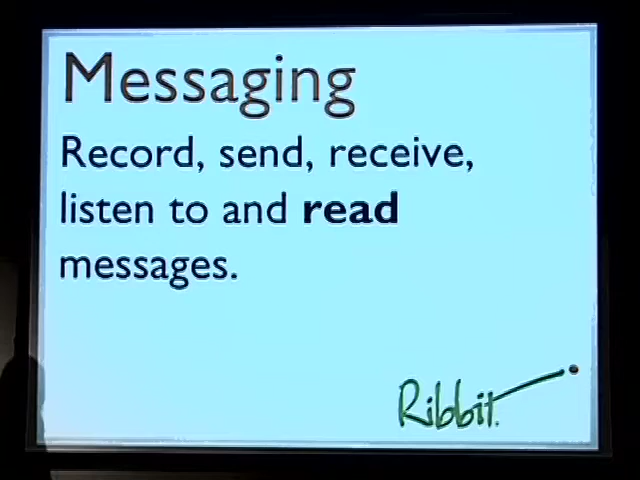 Messaging
Record, send, receive,
listen to and read
messages.
Ribbit.